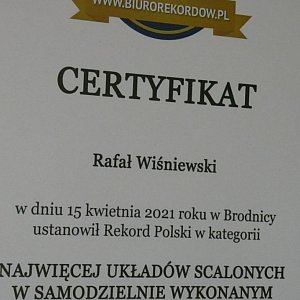 WWW.BIUROREKORDOW.PL
CERTYFIKAT
Rafał Wiśniewski
w dniu 15 kwietnia 2021 roku w Brodnicy
ustanowił Rekord Polski w kategorii
NAJWIĘCEJ UKŁADÓW SCALONYCH
W SAMODZIELNIE WYKONANYM